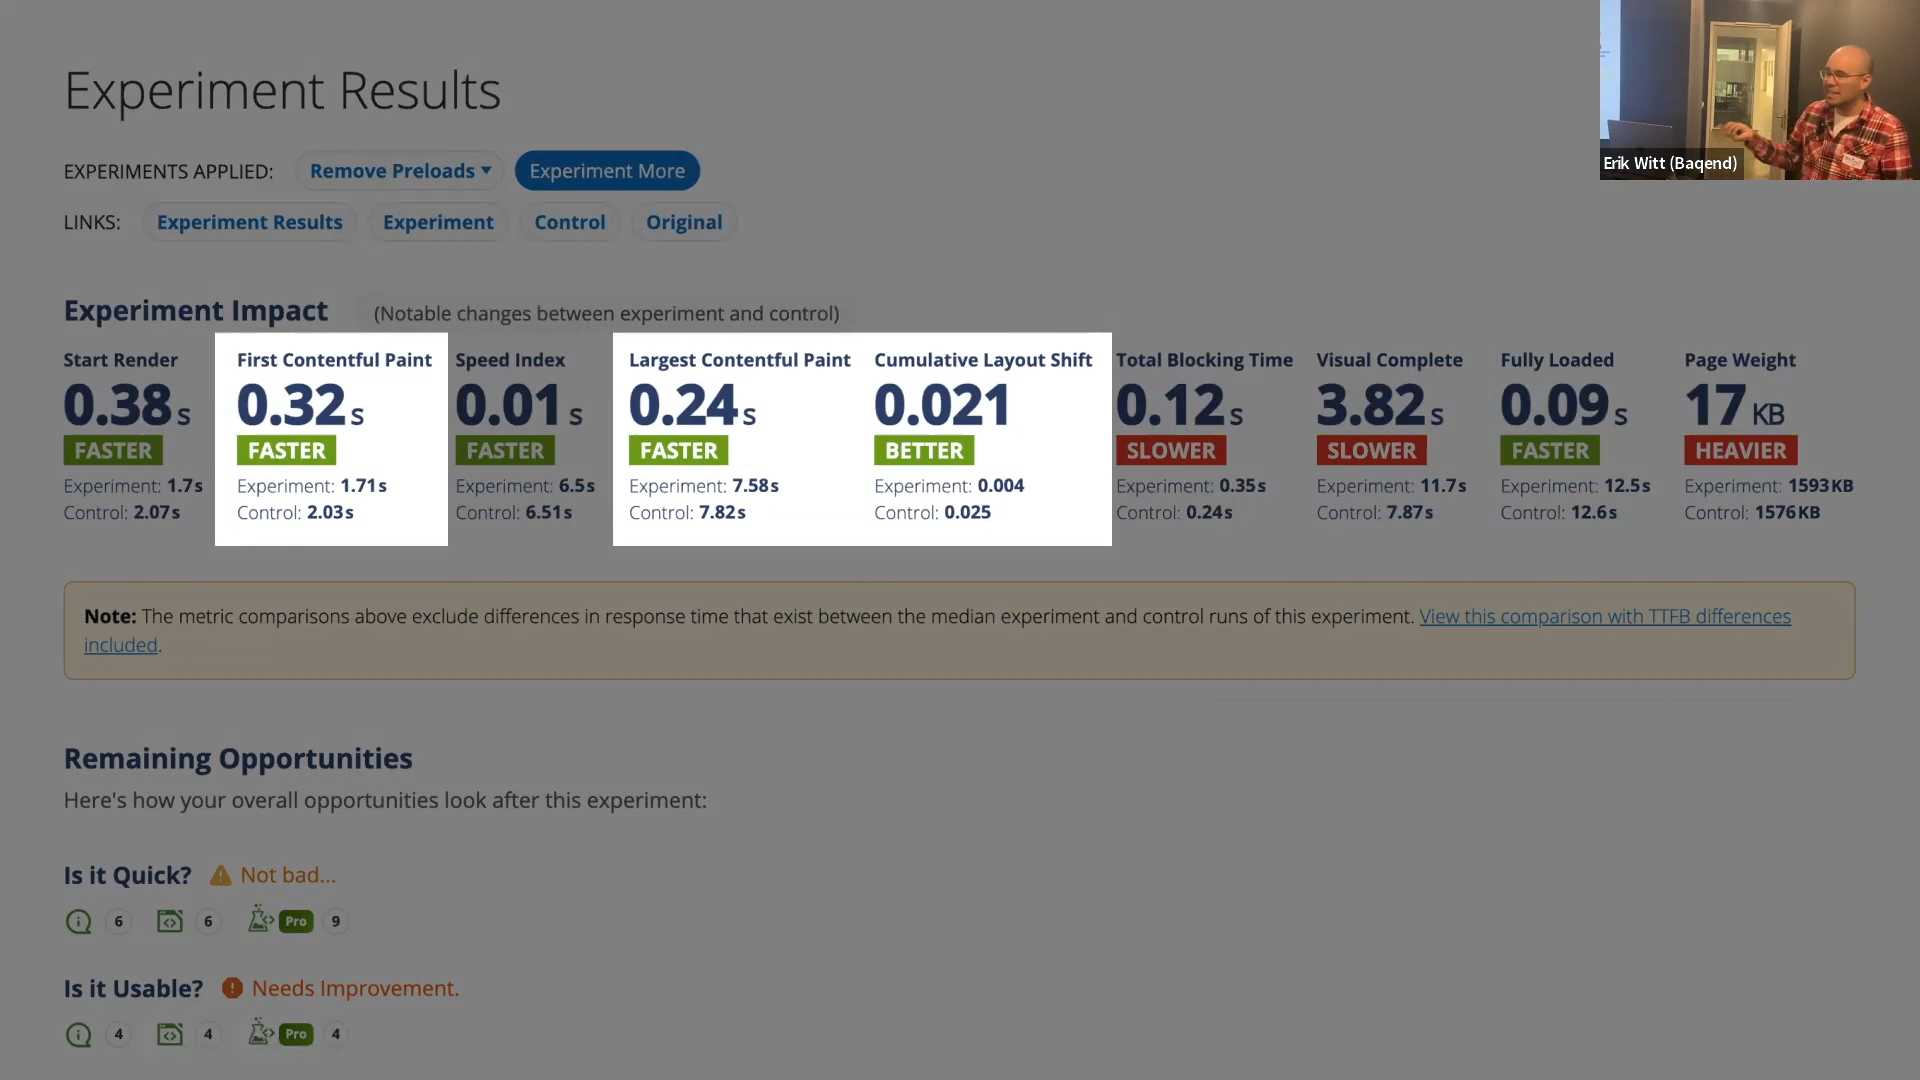 Experiment Results
EXPERIMENTS APPLIED: Remove Preloads Experiment More
LINKS: Experiment Results Experiment Control Original
Experiment Impact (Notable changes between experiment and control)
Start Render
0.38 s
FASTER
Experiment: 1.7s
Control: 2.07s
First Contentful Paint
0.32 s
FASTER
Experiment: 1.71s
Control: 2.03s
Speed Index
0.01 s
FASTER
Experiment: 6.5s
Control: 6.51s
Largest Contentful Paint
0.24 s
FASTER
Experiment: 7.58s
Control: 7.82s
Cumulative Layout Shift
0.021
BETTER
Experiment: 0.004
Control: 0.025
Total Blocking Time
0.12 s
SLOWER
Experiment: 0.35s
Control: 0.24s
Visual Complete
3.82 s
SLOWER
Experiment: 11.7s
Control: 7.87s
Fully Loaded
0.09 s
FASTER
Experiment: 12.5s
Control: 12.6s
Page Weight
17 KB
HEAVIER
Experiment: 1593KB
Control: 1576KB
Note: The metric comparisons above exclude differences in response time that exist between the median experiment and control runs of this experiment. View this comparison with TTFB differences
included.
Remaining Opportunities
Here's how your overall opportunities look after this experiment:
Is it Quick? Not bad...
6 6 Pro 9
Is it Usable? Needs Improvement.
4 4 Pro 4
Erik Witt (Baqend)